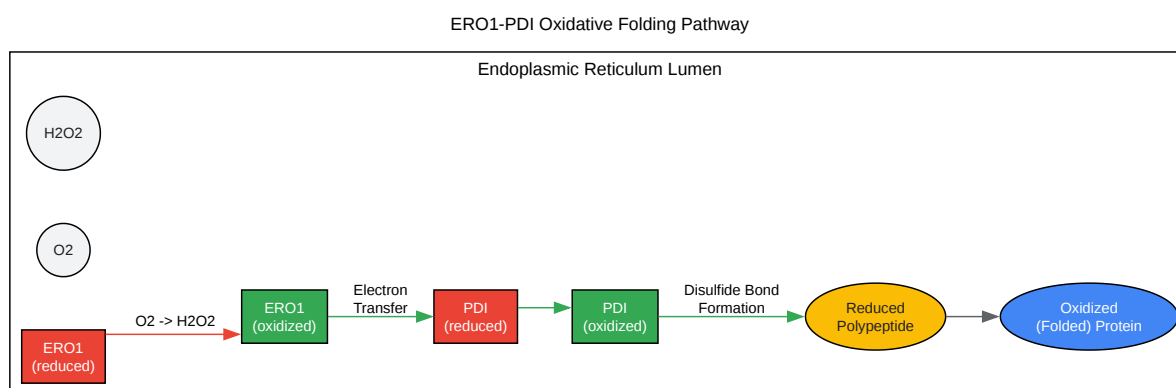 ERO1-PDI Oxidative Folding Pathway
Endoplasmic Reticulum Lumen
H2O2
O2
ERO1
(reduced)
O2 -> H2O2
ERO1
(oxidized)
Electron
Transfer
PDI
(reduced)
PDI
(oxidized)
Disulfide Bond
Formation
Reduced
Polypeptide
Oxidized
(Folded) Protein